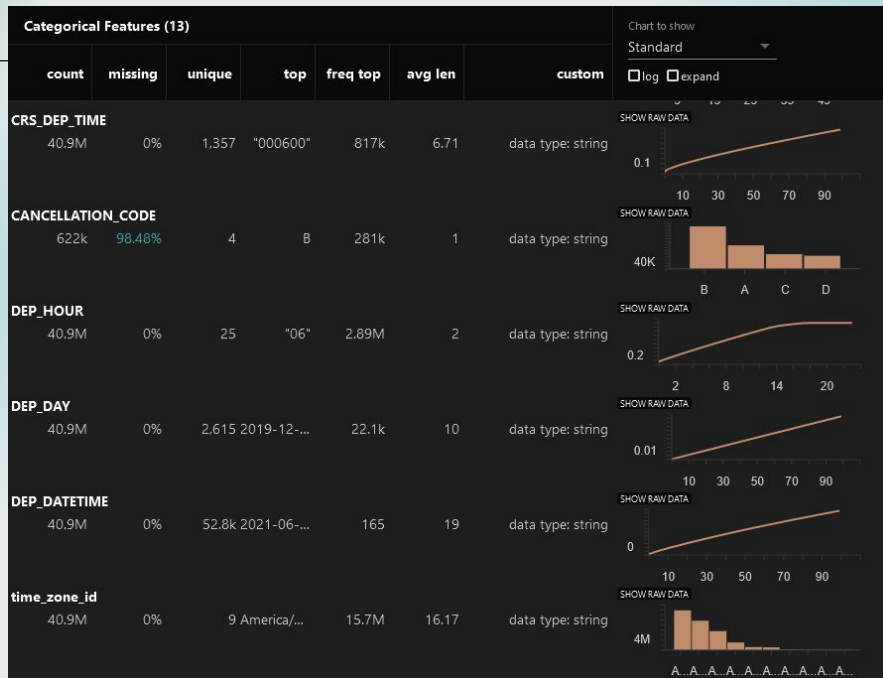 Categorical Features (13)
Chart to show
Standard
log expand
count missing unique top freq top avg len custom
CRS_DEP_TIME
40.9M 0% 1,357 "000600" 817k 6.71 data type: string
SHOW RAW DATA
0.1
10 30 50 70 90
CANCELLATION_CODE
622k 98.48% 4 B 281k 1 data type: string
SHOW RAW DATA
40K
B A C D
DEP_HOUR
40.9M 0% 25 "06" 2.89M 2 data type: string
SHOW RAW DATA
0.2
2 8 14 20
DEP_DAY
40.9M 0% 2,615 2019-12-... 22.1k 10 data type: string
SHOW RAW DATA
0.01
10 30 50 70 90
DEP_DATETIME
40.9M 0% 52.8k 2021-06-... 165 19 data type: string
SHOW RAW DATA
0
10 30 50 70 90
time_zone_id
40.9M 0% 9 America/... 15.7M 16.17 data type: string
SHOW RAW DATA
4M
A...A...A...A...A...A...A...A...A...A...